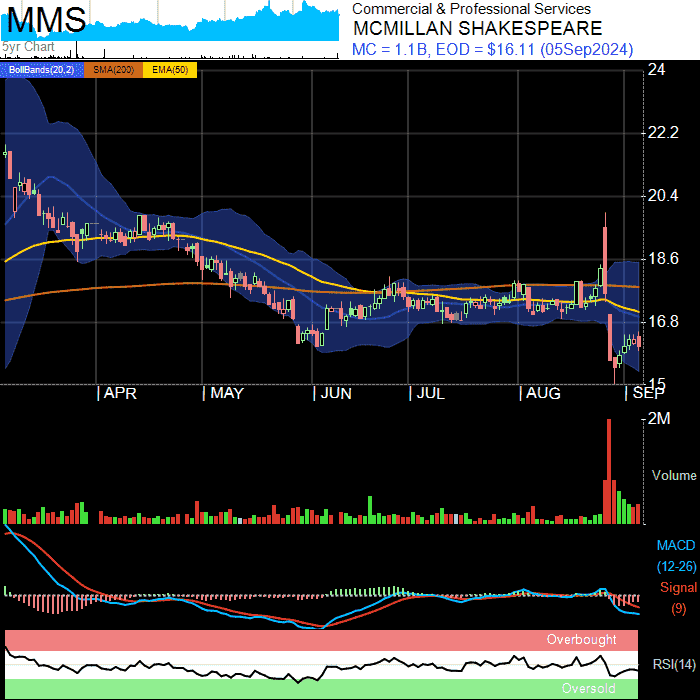 MMS
5yr Chart
Commercial & Professional Services
MCMILLAN SHAKESPEARE
MC = 1.1B, EOD = $16.11 (05Sep2024)
BollBands(20,2) SMA(200) EMA(50)
24
22.2
20.4
18.6
16.8
15
APR MAY JUN JUL AUG SEP
2M
Volume
MACD
(12-26)
Signal
(9)
Overbought
RSI(14)
Oversold